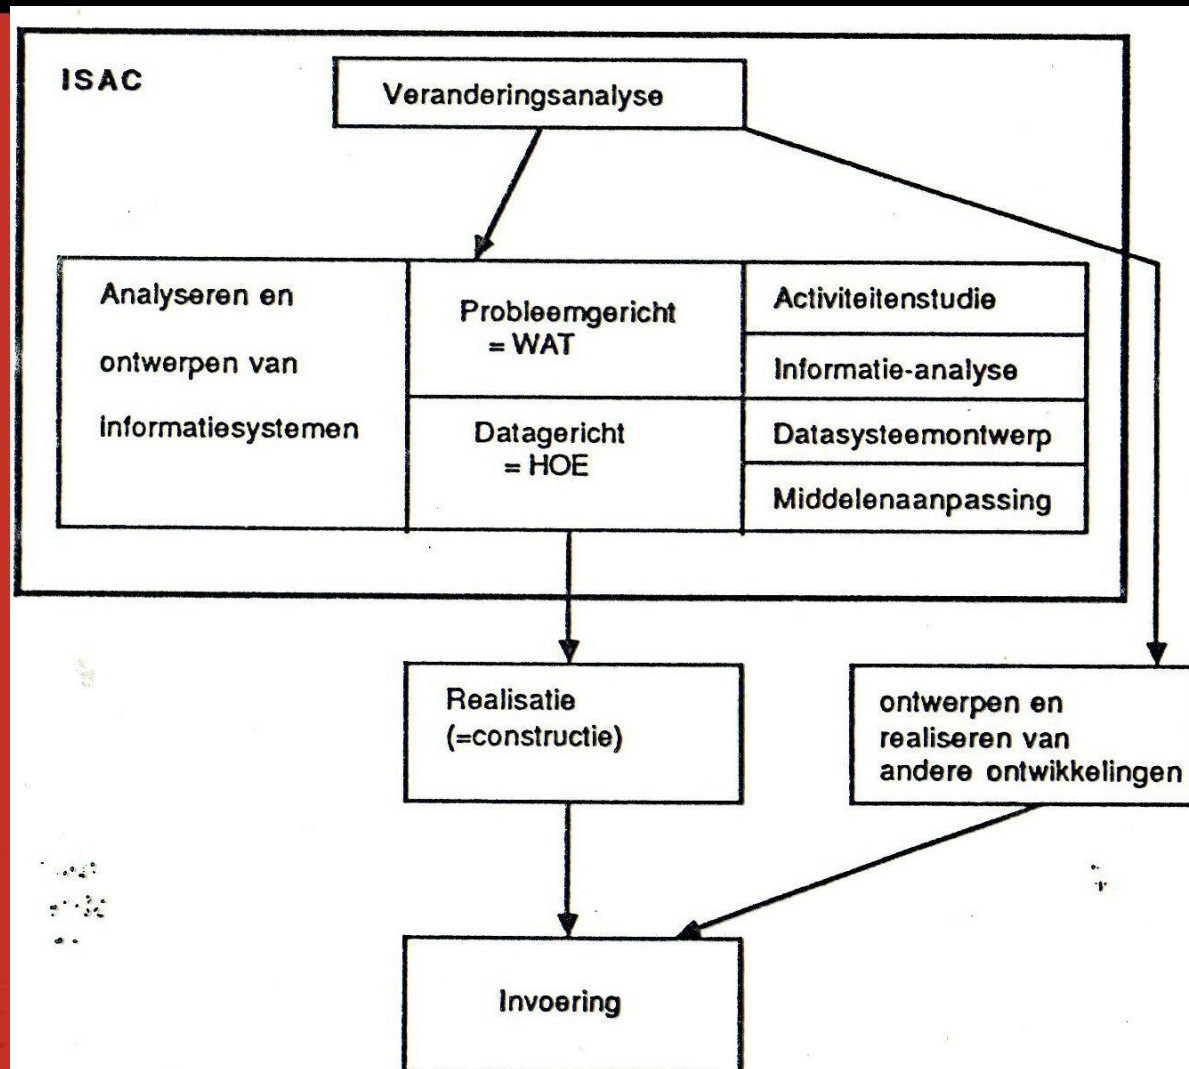 ISAC
Veranderingsanalyse
Analyseren en
ontwerpen van
informatiesystemen
Probleemgericht
= WAT
Datagericht
= HOE
Activiteitenstudie
Informatie-analyse
Datasysteemontwerp
Middelenaanpassing
Realisatie
(=constructie)
ontwerpen en
realiseren van
andere ontwikkelingen
Invoering